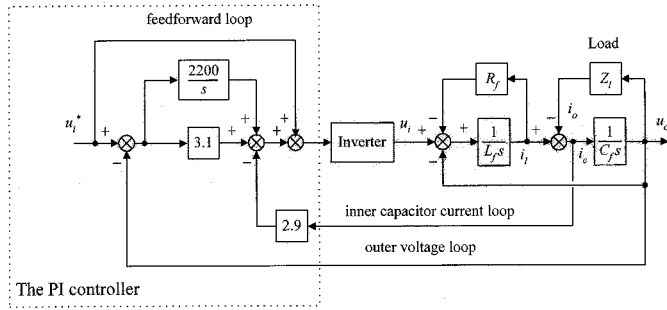 feedforward loop
Load
2200
s
R_f
Z_l
u_i*
+
+
+
+
−
−
i_o
u_i
u_o
+
−
3.1
+
+
+
Inverter
+
−
+
1
L_f s
+
i_l
i_o
1
C_f s
−
2.9
inner capacitor current loop
outer voltage loop
The PI controller